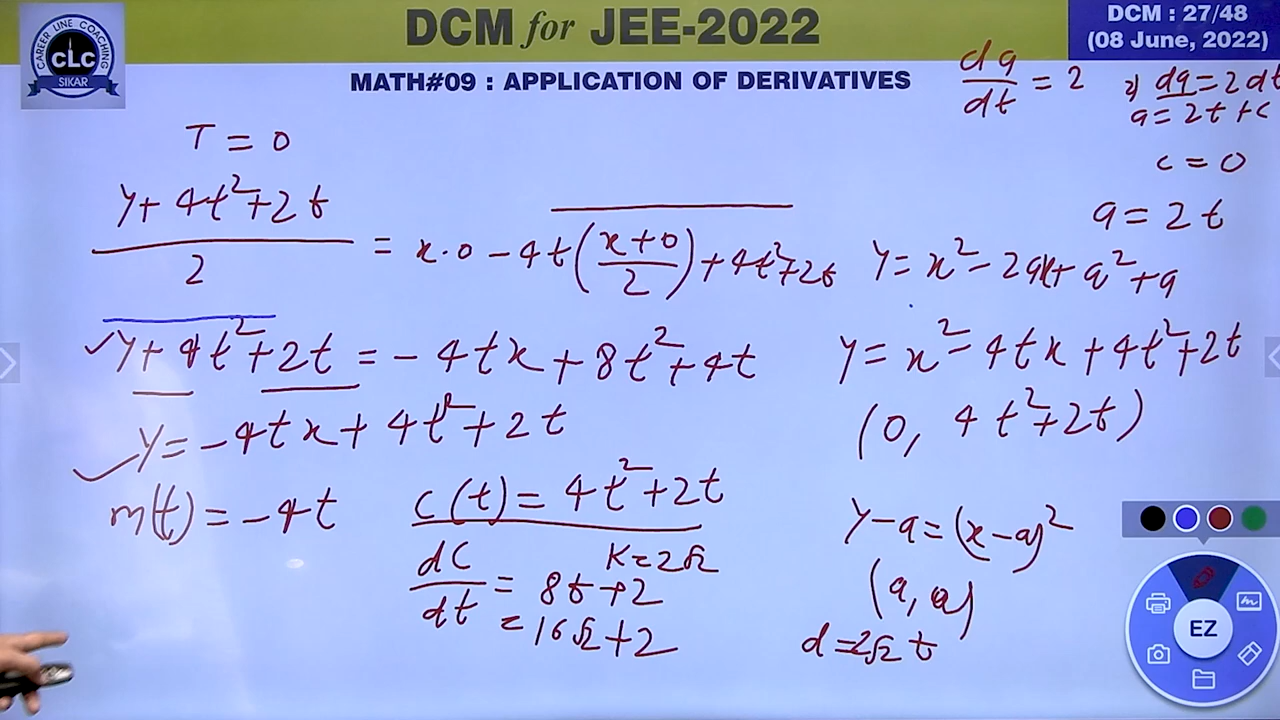 DCM for JEE-2022
DCM : 27/48
(08 June, 2022)
CAREER LINE COACHING
CLC
SIKAR
MATH#09 : APPLICATION OF DERIVATIVES
da/dt = 2 ⇒ da = 2dt
a = 2t + c
c = 0
a = 2t
T = 0
(y + 4t² + 2t)/2 = x·0 - 4t((x+0)/2) + 4t² + 2t
y = x² - 2ax + a² + a
y + 4t² + 2t = -4tx + 8t² + 4t
y = x² - 4tx + 4t² + 2t
y = -4tx + 4t² + 2t
(0, 4t² + 2t)
m(t) = -4t
c(t) = 4t² + 2t
y - a = (x - a)²
K = 2√2
dC/dt = 8t + 2
(a, a)
= 16√2 + 2
d = 2√2 t
EZ